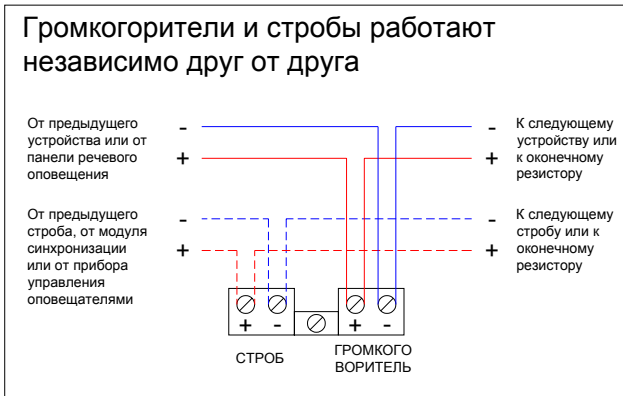 Громкогорители и стробы работают
независимо друг от друга
От предыдущего
устройства или от
панели речевого
оповещения
-
+
-
+
К следующему
устройству или
к оконечному
резистору
От предыдущего
строба, от модуля
синхронизации
или от прибора
управления
оповещателями
-
+
-
+
К следующему
стробу или к
оконечному
резистору
+ -
+ -
СТРОБ
ГРОМКОГО
ВОРИТЕЛЬ